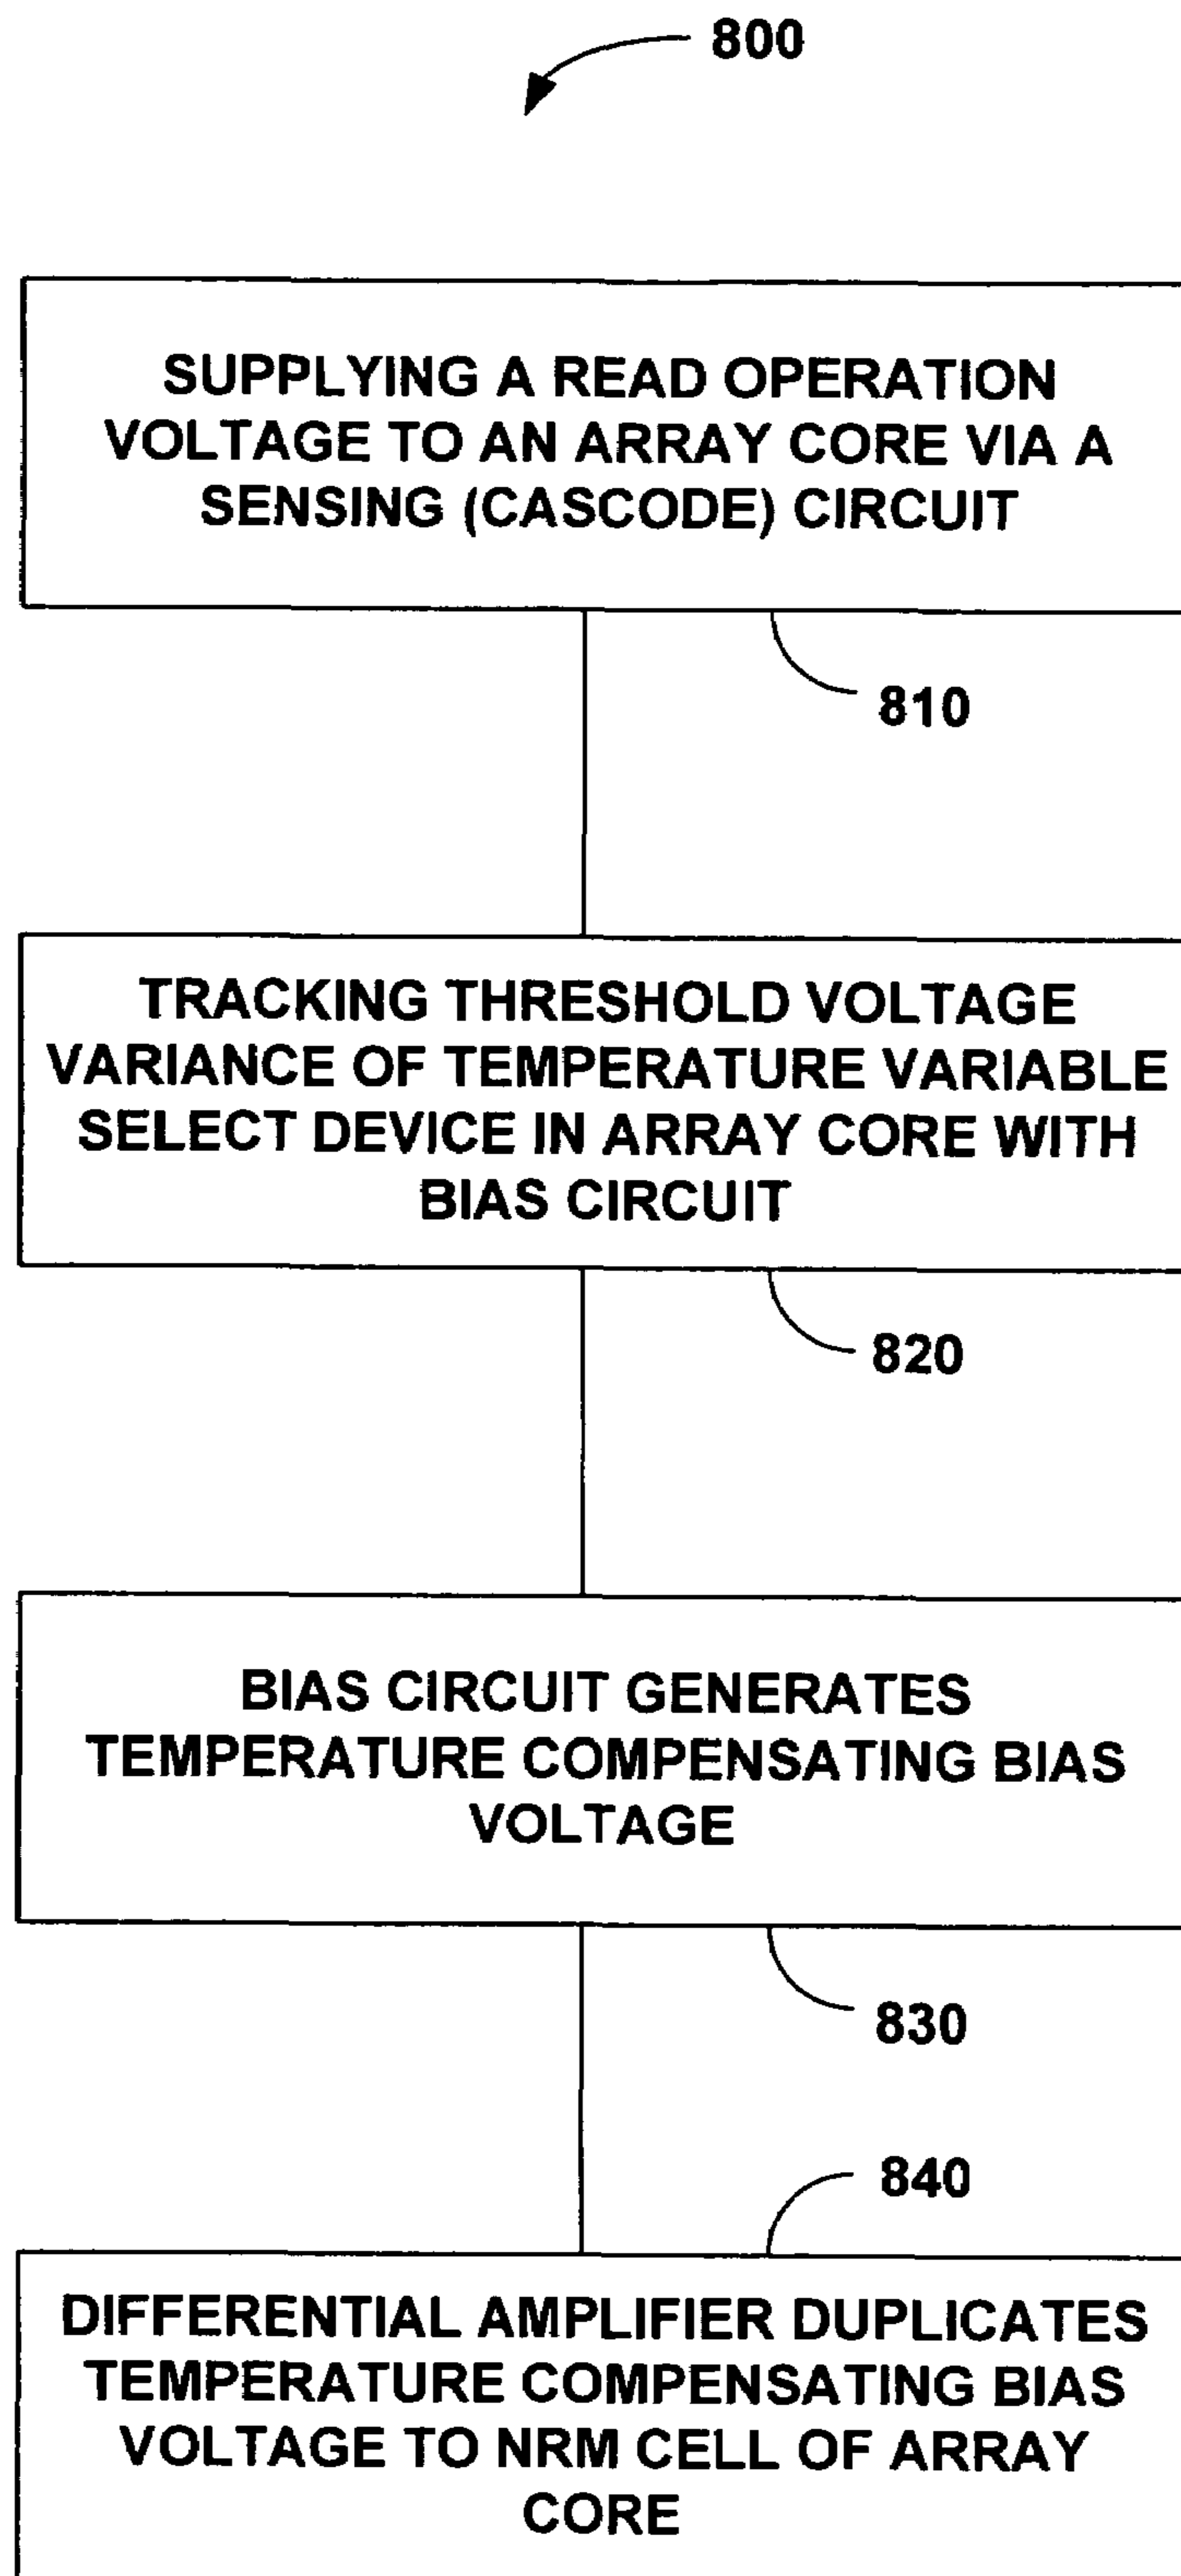 800
SUPPLYING A READ OPERATION
VOLTAGE TO AN ARRAY CORE VIA A
SENSING (CASCODE) CIRCUIT
810
TRACKING THRESHOLD VOLTAGE
VARIANCE OF TEMPERATURE VARIABLE
SELECT DEVICE IN ARRAY CORE WITH
BIAS CIRCUIT
820
BIAS CIRCUIT GENERATES
TEMPERATURE COMPENSATING BIAS
VOLTAGE
830
840
DIFFERENTIAL AMPLIFIER DUPLICATES
TEMPERATURE COMPENSATING BIAS
VOLTAGE TO NRM CELL OF ARRAY
CORE